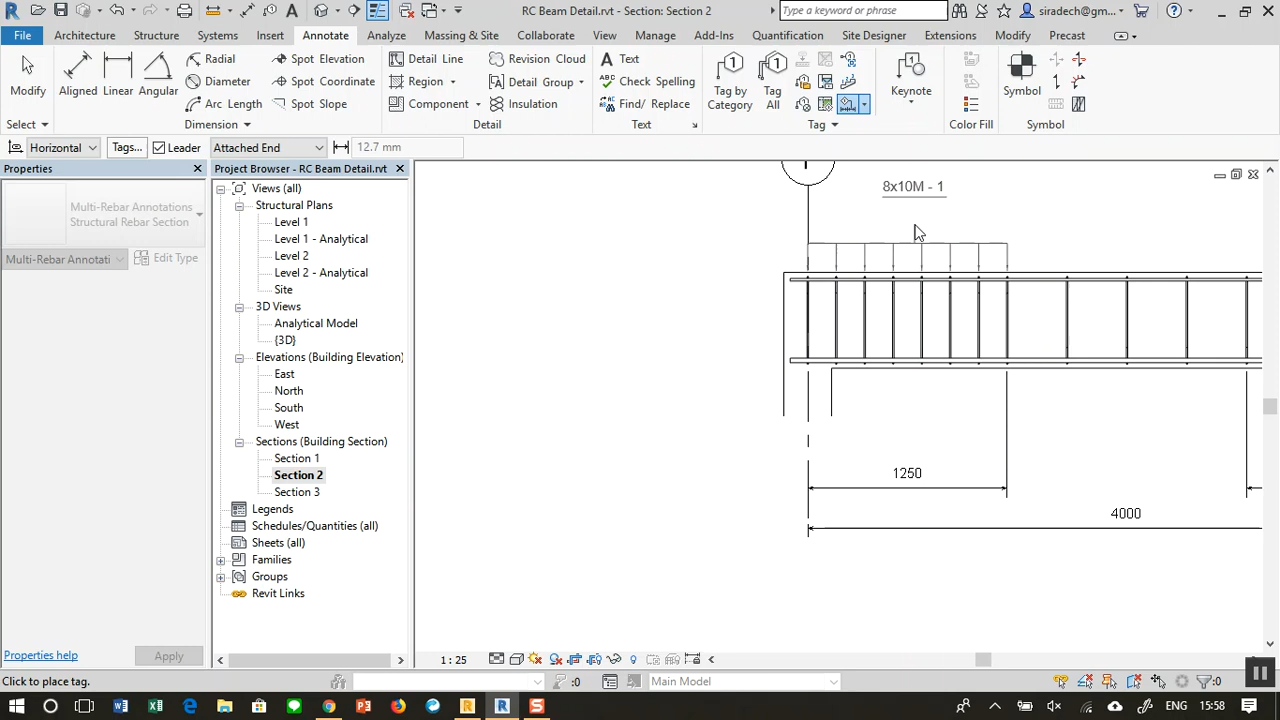 RC Beam Detail.rvt - Section: Section 2
Type a keyword or phrase
siradech@gm...
File
Architecture
Structure
Systems
Insert
Annotate
Analyze
Massing & Site
Collaborate
View
Manage
Add-Ins
Quantification
Site Designer
Extensions
Modify
Precast
Modify
Aligned
Linear
Angular
Radial
Diameter
Arc Length
Spot Elevation
Spot Coordinate
Spot Slope
Detail Line
Region
Component
Revision Cloud
Detail Group
Insulation
Text
Check Spelling
Find/ Replace
Tag by
Category
Tag
All
Keynote
Symbol
Select
Dimension
Detail
Text
Tag
Color Fill
Symbol
Horizontal
Tags...
Leader
Attached End
12.7 mm
Properties
Multi-Rebar Annotations
Structural Rebar Section
Multi-Rebar Annotati
Edit Type
Properties help
Apply
Project Browser - RC Beam Detail.rvt
Views (all)
Structural Plans
Level 1
Level 1 - Analytical
Level 2
Level 2 - Analytical
Site
3D Views
Analytical Model
{3D}
Elevations (Building Elevation)
East
North
South
West
Sections (Building Section)
Section 1
Section 2
Section 3
Legends
Schedules/Quantities (all)
Sheets (all)
Families
Groups
Revit Links
8x10M - 1
1250
4000
1 : 25
Click to place tag.
:0
Main Model
:0
ENG
15:58